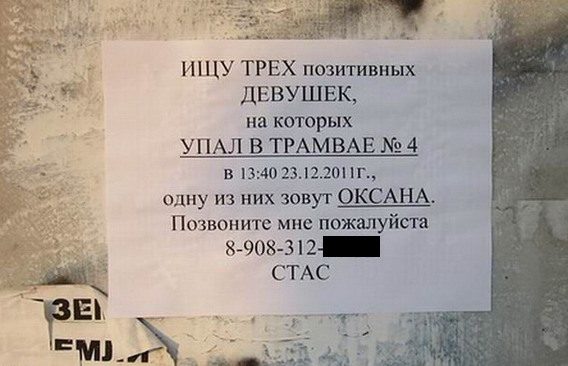 ИЩУ ТРЕХ позитивных
ДЕВУШЕК,
на которых
УПАЛ В ТРАМВАЕ № 4
в 13:40 23.12.2011г.,
одну из них зовут ОКСАНА.
Позвоните мне пожалуйста
8-908-312-
СТАС